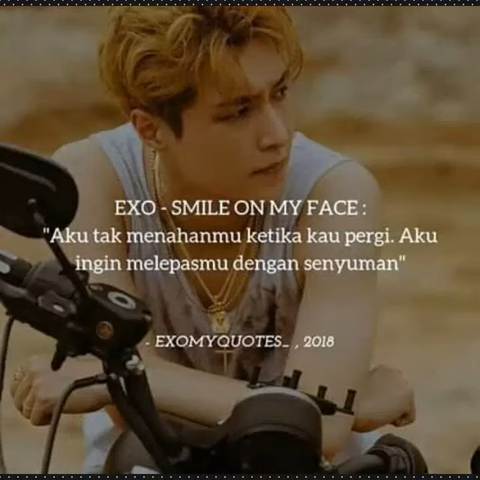 EXO - SMILE ON MY FACE :
"Aku tak menahanmu ketika kau pergi. Aku
ingin melepasmu dengan senyuman"
- EXOMYQUOTES_ , 2018